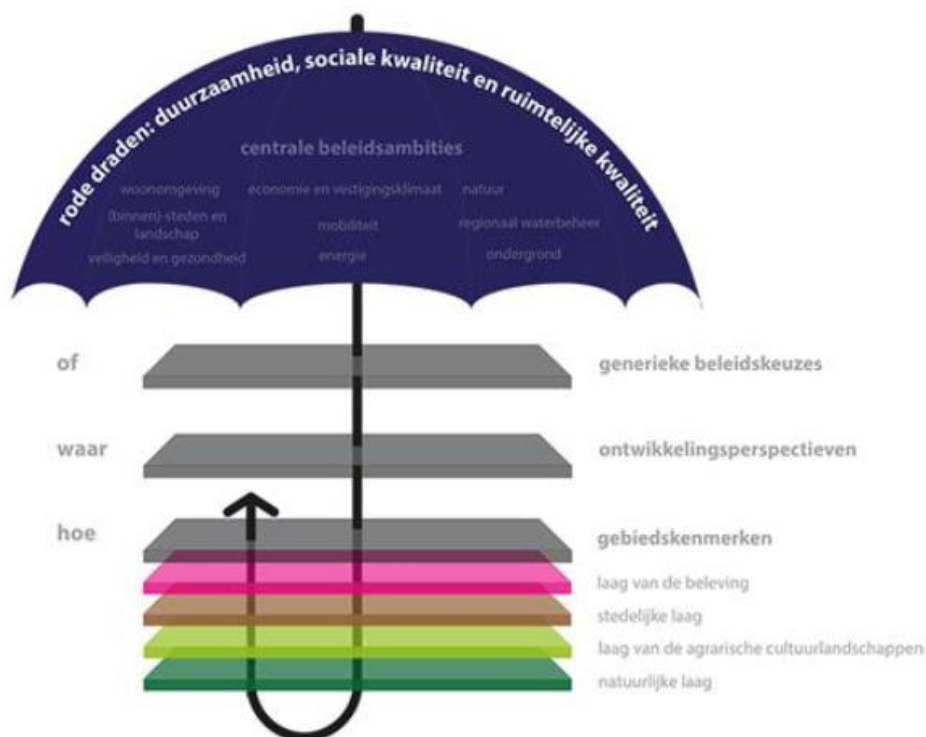 rode draden: duurzaamheid, sociale kwaliteit en ruimtelijke kwaliteit
centrale beleidsambities
woonomgeving
economie en vestigingsklimaat
natuur
(binnen)-steden en
landschap
mobiliteit
regionaal waterbeheer
veiligheid en gezondheid
energie
ondergrond
of
generieke beleidskeuzes
waar
ontwikkelingsperspectieven
hoe
gebiedskenmerken
laag van de beleving
stedelijke laag
laag van de agrarische cultuurlandschappen
natuurlijke laag